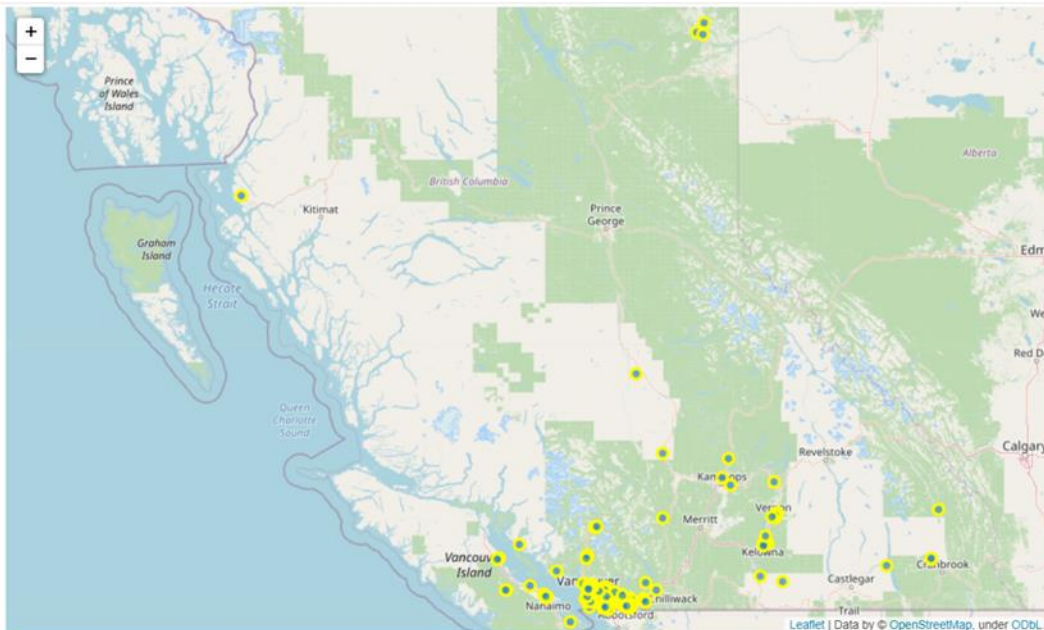 +
−
Prince
of Wales
Island
Alberta
British Columbia
Kitimat
Prince
George
Graham
Island
Edm
Hecate
Strait
We
Red D
Queen
Charlotte
Sound
Calgary
Revelstoke
Merritt
Vernon
Kelowna
Cranbrook
Island
Castlegar
Nanaimo
Chilliwack
Abbotsford
Trail
Leaflet | Data by © OpenStreetMap, under ODbL.